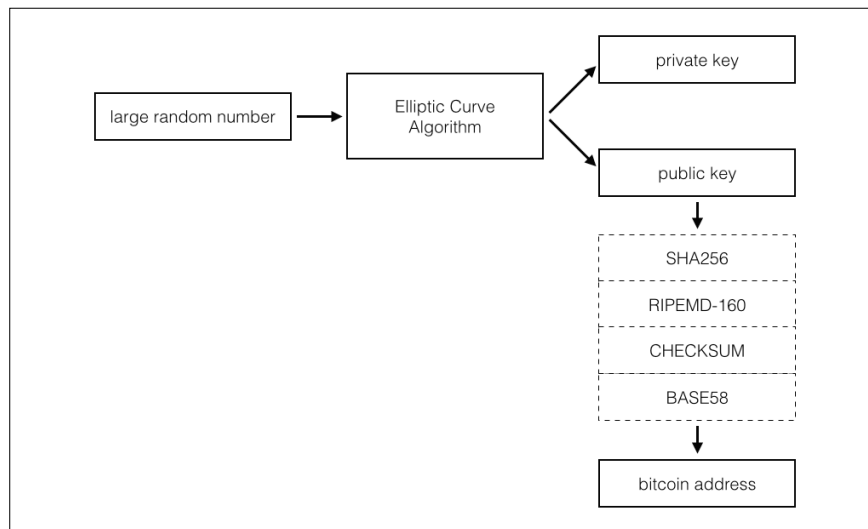 large random number
Elliptic Curve
Algorithm
private key
public key
SHA256
RIPEMD-160
CHECKSUM
BASE58
bitcoin address